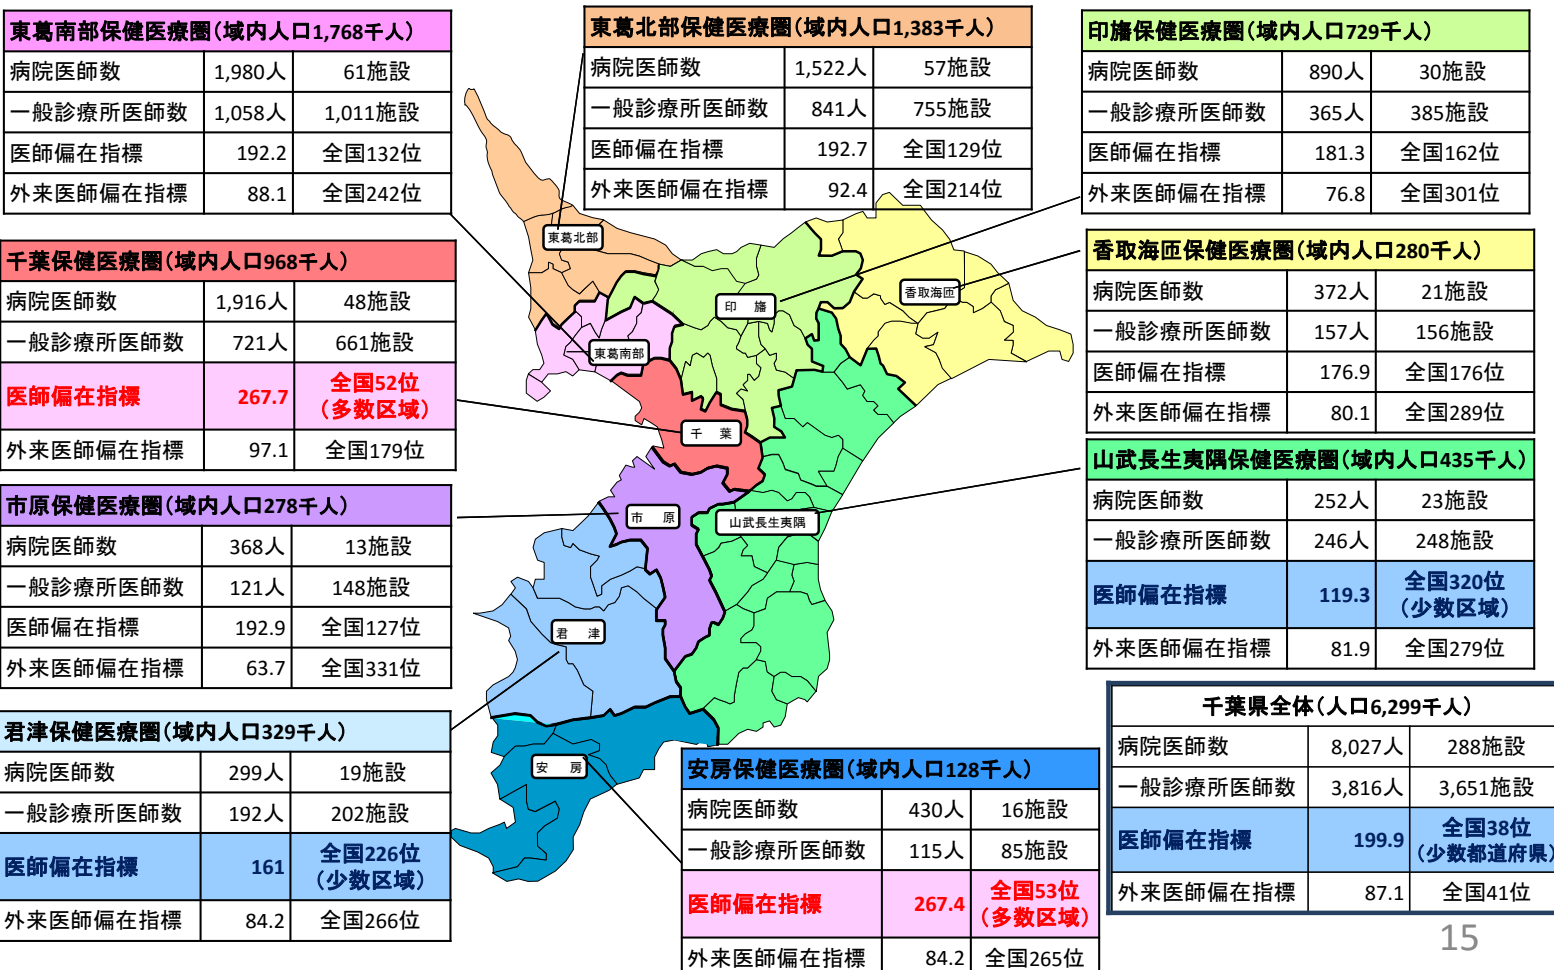 東葛南部保健医療圏(域内人口1,768千人)
病院医師数 1,980人 61施設
一般診療所医師数 1,058人 1,011施設
医師偏在指標 192.2 全国132位
外来医師偏在指標 88.1 全国242位
東葛北部保健医療圏(域内人口1,383千人)
病院医師数 1,522人 57施設
一般診療所医師数 841人 755施設
医師偏在指標 192.7 全国129位
外来医師偏在指標 92.4 全国214位
印旛保健医療圏(域内人口729千人)
病院医師数 890人 30施設
一般診療所医師数 365人 385施設
医師偏在指標 181.3 全国162位
外来医師偏在指標 76.8 全国301位
千葉保健医療圏(域内人口968千人)
病院医師数 1,916人 48施設
一般診療所医師数 721人 661施設
医師偏在指標 267.7 全国52位
(多数区域)
外来医師偏在指標 97.1 全国179位
香取海匝保健医療圏(域内人口280千人)
病院医師数 372人 21施設
一般診療所医師数 157人 156施設
医師偏在指標 176.9 全国176位
外来医師偏在指標 80.1 全国289位
市原保健医療圏(域内人口278千人)
病院医師数 368人 13施設
一般診療所医師数 121人 148施設
医師偏在指標 192.9 全国127位
外来医師偏在指標 63.7 全国331位
山武長生夷隅保健医療圏(域内人口435千人)
病院医師数 252人 23施設
一般診療所医師数 246人 248施設
医師偏在指標 119.3 全国320位
(少数区域)
外来医師偏在指標 81.9 全国279位
君津保健医療圏(域内人口329千人)
病院医師数 299人 19施設
一般診療所医師数 192人 202施設
医師偏在指標 161 全国226位
(少数区域)
外来医師偏在指標 84.2 全国266位
安房保健医療圏(域内人口128千人)
病院医師数 430人 16施設
一般診療所医師数 115人 85施設
医師偏在指標 267.4 全国53位
(多数区域)
外来医師偏在指標 84.2 全国265位
千葉県全体(人口6,299千人)
病院医師数 8,027人 288施設
一般診療所医師数 3,816人 3,651施設
医師偏在指標 199.9 全国38位
(少数都道府県)
外来医師偏在指標 87.1 全国41位
東葛北部
香取海匝
印 旛
東葛南部
千 葉
市 原
山武長生夷隅
君 津
安 房
15